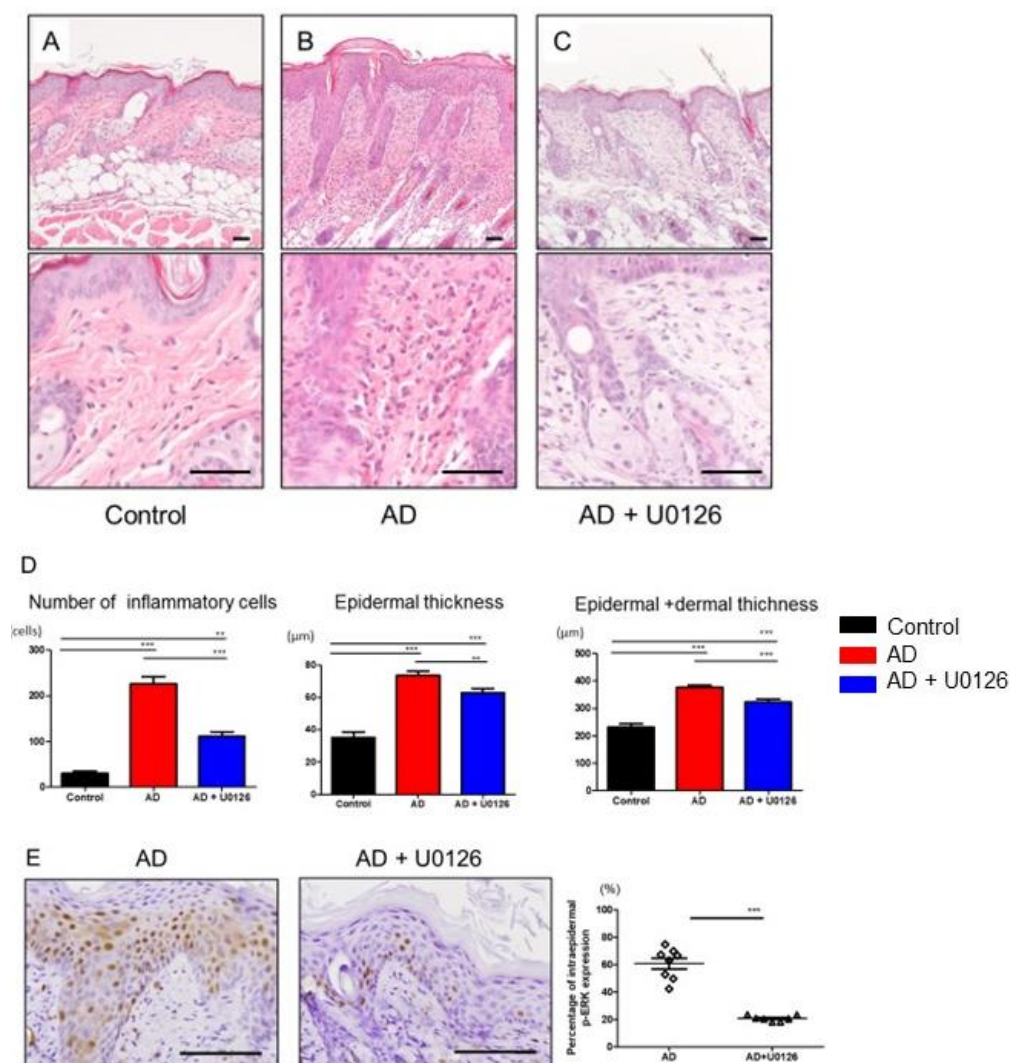 A
B
C
Control
AD
AD + U0126
D
Number of inflammatory cells
(cells)
300
200
100
0
**
***
***
Control
AD
AD + U0126
Epidermal thickness
(μm)
80
60
40
20
0
***
***
**
Control
AD
AD + U0126
Epidermal +dermal thichness
(μm)
500
400
300
200
100
0
***
***
***
Control
AD
AD + U0126
Control
AD
AD + U0126
E
AD
AD + U0126
(%)
Percentage of intraepidermal
p-ERK expression
100
80
60
40
20
0
***
AD
AD+U0126